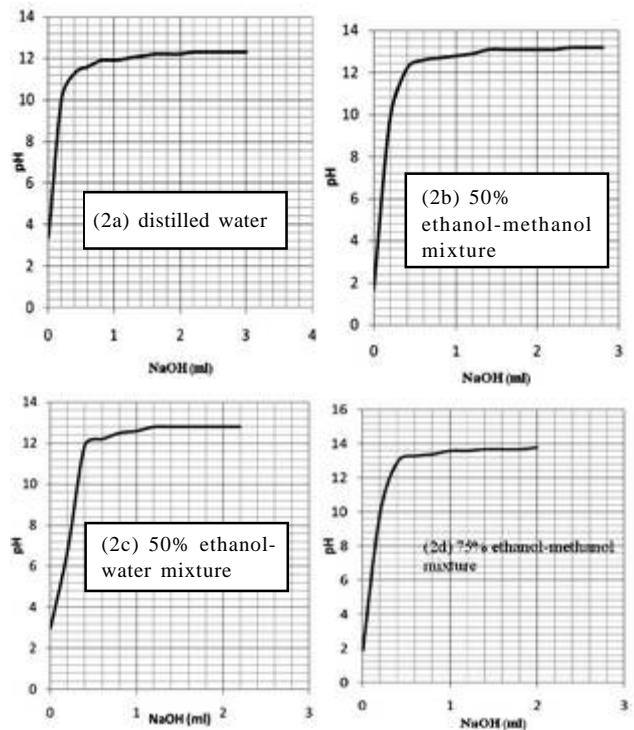 14
12
10
8
6
4
2
0
pH
(2a) distilled water
0 1 2 3 4
NaOH (ml)
14
12
10
8
6
4
2
0
pH
(2b) 50%
ethanol-methanol
mixture
0 1 2 3
NaOH (ml)
14
12
10
8
6
4
2
0
pH
(2c) 50% ethanol-
water mixture
0 1 2 3
NaOH (ml)
16
14
12
10
8
6
4
2
0
pH
(2d) 75% ethanol-methanol
mixture
0 1 2 3
NaOH (ml)